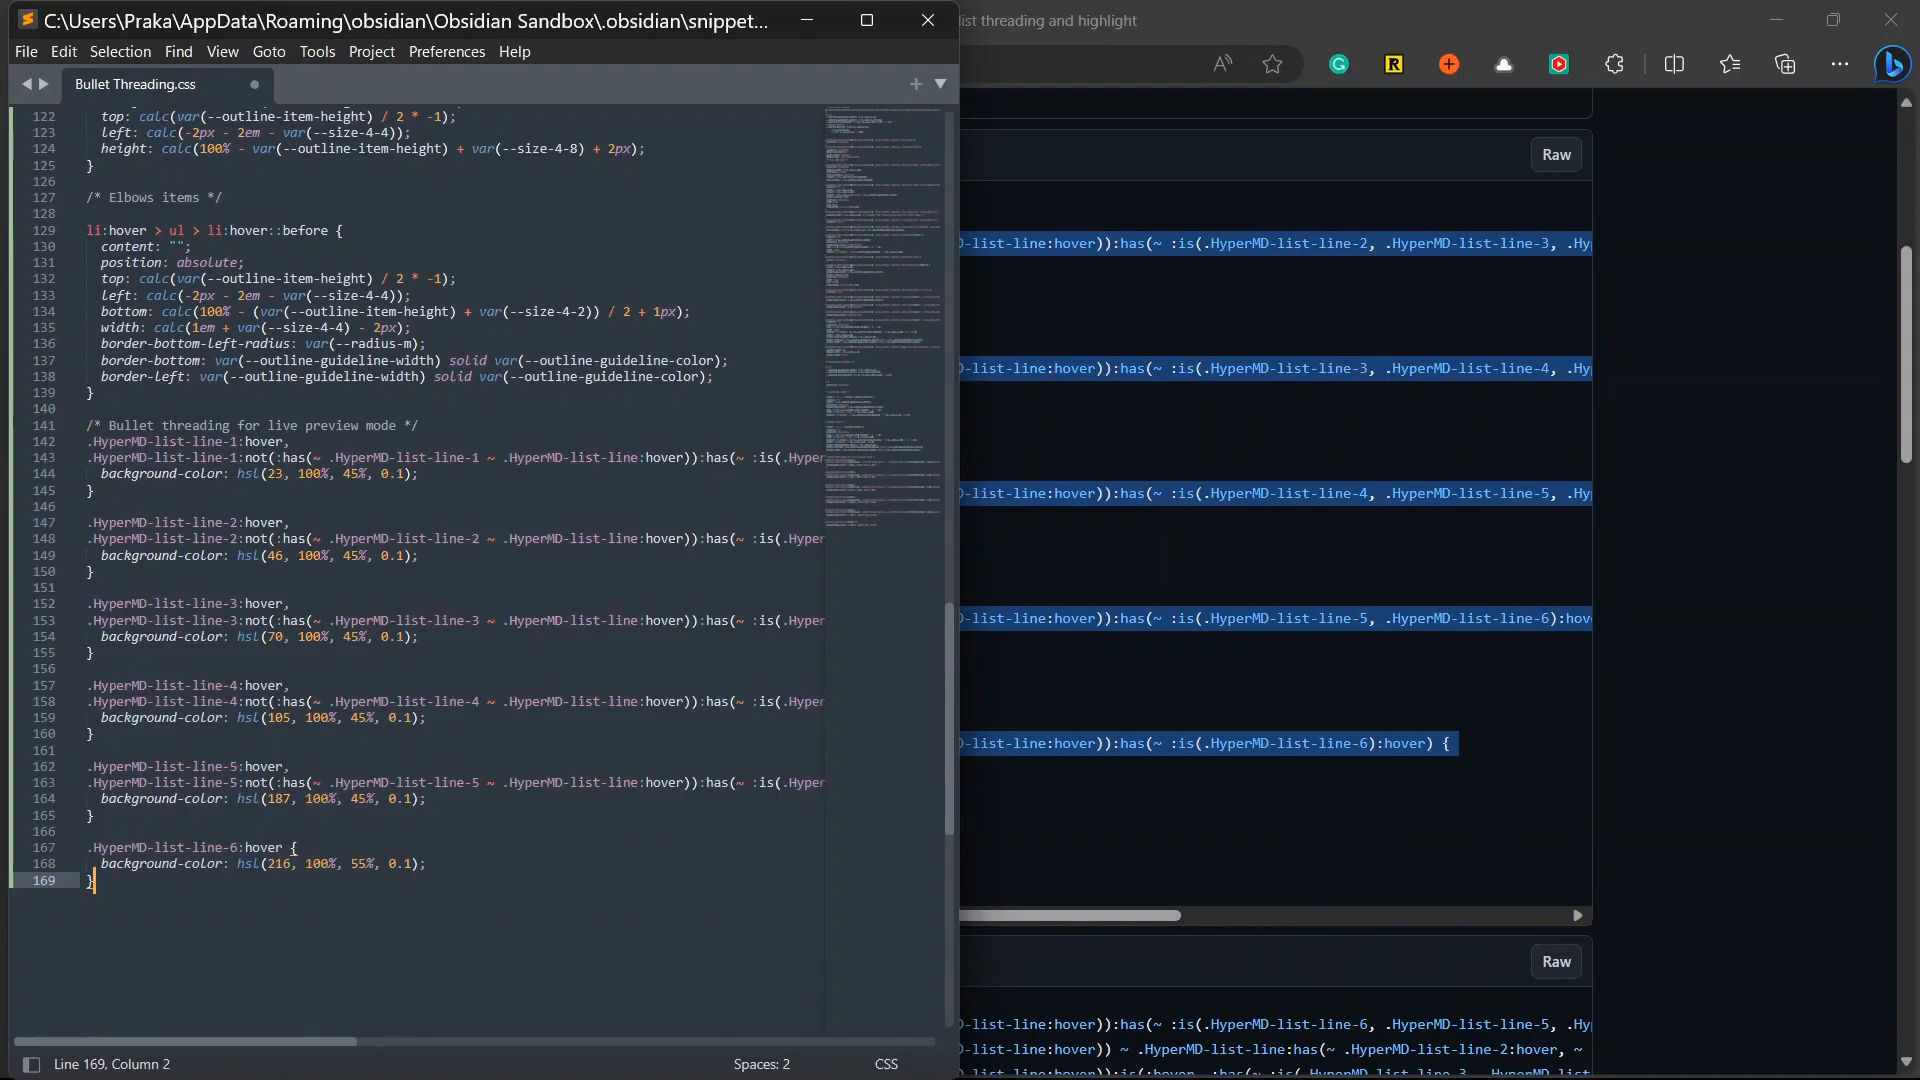 C:\Users\Praka\AppData\Roaming\obsidian\Obsidian Sandbox\.obsidian\snippet...
ist threading and highlight
File Edit Selection Find View Goto Tools Project Preferences Help
Bullet Threading.css
122 top: calc(var(--outline-item-height) / 2 * -1);
123 left: calc(-2px - 2em - var(--size-4-4));
124 height: calc(100% - var(--outline-item-height) + var(--size-4-8) + 2px);
125 }
126
127 /* Elbows items */
128
129 li:hover > ul > li:hover::before {
130 content: "";
131 position: absolute;
132 top: calc(var(--outline-item-height) / 2 * -1);
133 left: calc(-2px - 2em - var(--size-4-4));
134 bottom: calc(100% - (var(--outline-item-height) + var(--size-4-2)) / 2 + 1px);
135 width: calc(1em + var(--size-4-4) - 2px);
136 border-bottom-left-radius: var(--radius-m);
137 border-bottom: var(--outline-guideline-width) solid var(--outline-guideline-color);
138 border-left: var(--outline-guideline-width) solid var(--outline-guideline-color);
139 }
140
141 /* Bullet threading for live preview mode */
142 .HyperMD-list-line-1:hover,
143 .HyperMD-list-line-1:not(:has(~ .HyperMD-list-line-1 ~ .HyperMD-list-line:hover)):has(~ :is(.Hyper
144 background-color: hsl(23, 100%, 45%, 0.1);
145 }
146
147 .HyperMD-list-line-2:hover,
148 .HyperMD-list-line-2:not(:has(~ .HyperMD-list-line-2 ~ .HyperMD-list-line:hover)):has(~ :is(.Hyper
149 background-color: hsl(46, 100%, 45%, 0.1);
150 }
151
152 .HyperMD-list-line-3:hover,
153 .HyperMD-list-line-3:not(:has(~ .HyperMD-list-line-3 ~ .HyperMD-list-line:hover)):has(~ :is(.Hyper
154 background-color: hsl(70, 100%, 45%, 0.1);
155 }
156
157 .HyperMD-list-line-4:hover,
158 .HyperMD-list-line-4:not(:has(~ .HyperMD-list-line-4 ~ .HyperMD-list-line:hover)):has(~ :is(.Hyper
159 background-color: hsl(105, 100%, 45%, 0.1);
160 }
161
162 .HyperMD-list-line-5:hover,
163 .HyperMD-list-line-5:not(:has(~ .HyperMD-list-line-5 ~ .HyperMD-list-line:hover)):has(~ :is(.Hyper
164 background-color: hsl(187, 100%, 45%, 0.1);
165 }
166
167 .HyperMD-list-line-6:hover {
168 background-color: hsl(216, 100%, 55%, 0.1);
169 }
Line 169, Column 2
Spaces: 2
CSS
Raw
D-list-line:hover)):has(~ :is(.HyperMD-list-line-2, .HyperMD-list-line-3, .Hy
D-list-line:hover)):has(~ :is(.HyperMD-list-line-3, .HyperMD-list-line-4, .Hy
D-list-line:hover)):has(~ :is(.HyperMD-list-line-4, .HyperMD-list-line-5, .Hy
D-list-line:hover)):has(~ :is(.HyperMD-list-line-5, .HyperMD-list-line-6):hov
D-list-line:hover)):has(~ :is(.HyperMD-list-line-6):hover) {
Raw
D-list-line:hover)):has(~ :is(.HyperMD-list-line-6, .HyperMD-list-line-5, .Hy
D-list-line:hover)) ~ .HyperMD-list-line:has(~ .HyperMD-list-line-2:hover, ~